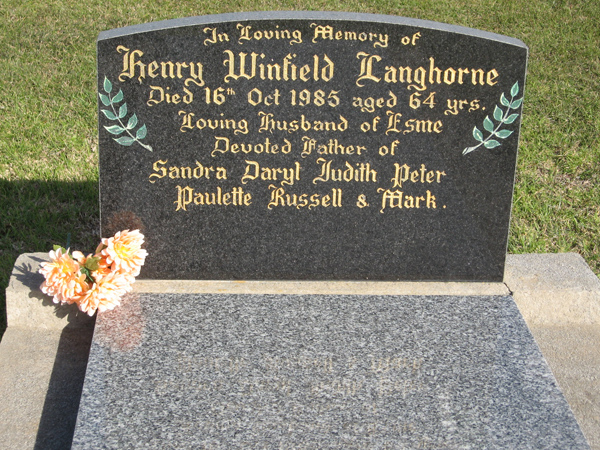 In Loving Memory of
Henry Winfield Langhorne
Died 16th Oct 1985 aged 64 yrs.
Loving Husband of Esme
Devoted Father of
Sandra Daryl Judith Peter
Paulette Russell & Mark.